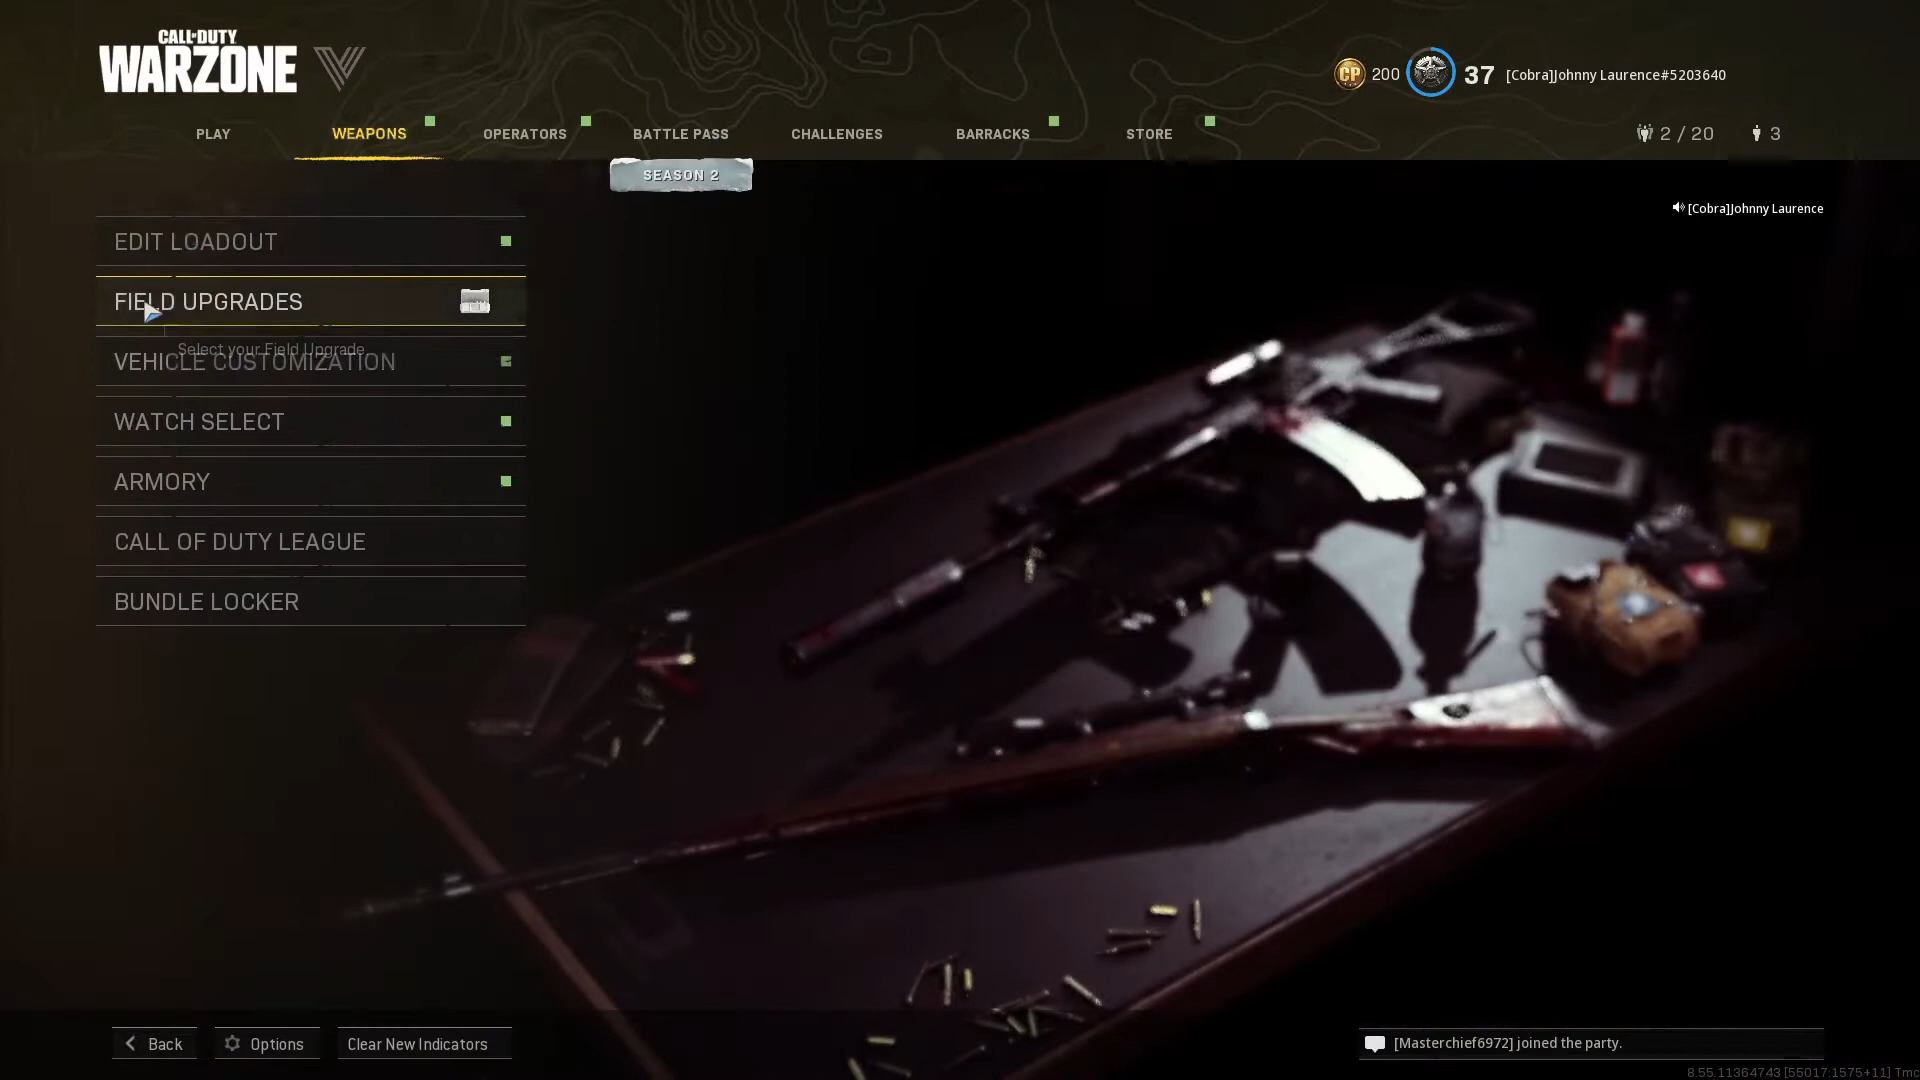 CALL OF DUTY
WARZONE
CP 200 37 [Cobra]Johnny Laurence#5203640
PLAY WEAPONS OPERATORS BATTLE PASS CHALLENGES BARRACKS STORE 2 / 20 3
SEASON 2
[Cobra]Johnny Laurence
EDIT LOADOUT
FIELD UPGRADES
Select your Field Upgrade
VEHICLE CUSTOMIZATION
WATCH SELECT
ARMORY
CALL OF DUTY LEAGUE
BUNDLE LOCKER
Back Options Clear New Indicators
[Masterchief6972] joined the party.
8.55.11364743 [55017:1575+11] Tmc